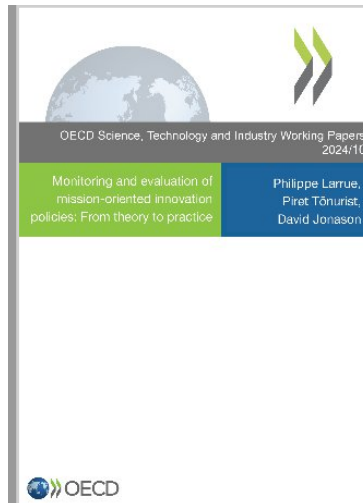 OECD Science, Technology and Industry Working Papers
2024/10
Monitoring and evaluation of
mission-oriented innovation
policies: From theory to practice
Philippe Larrue,
Piret Tõnurist,
David Jonason
OECD